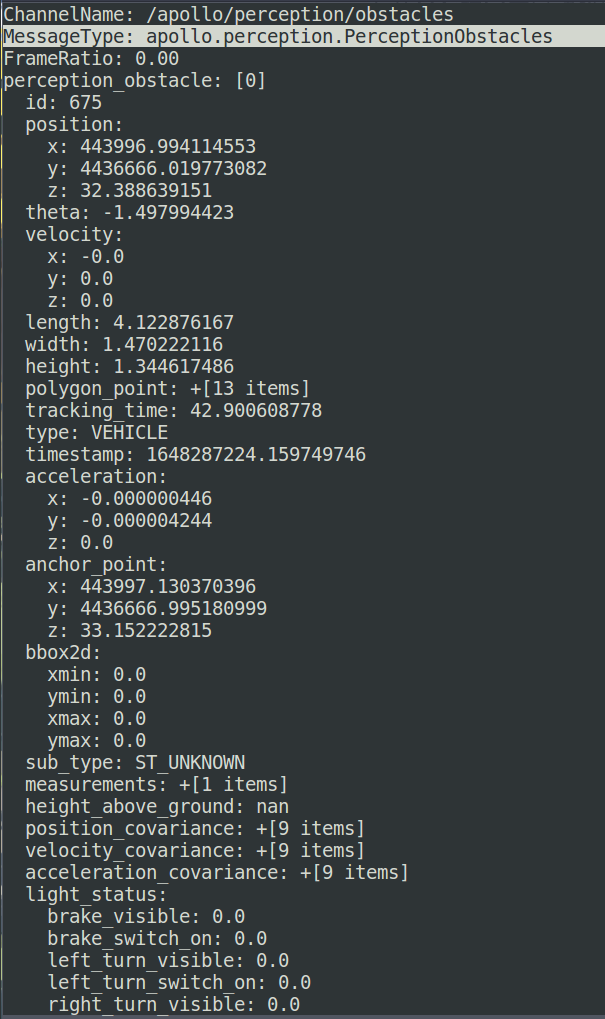 ChannelName: /apollo/perception/obstacles
MessageType: apollo.perception.PerceptionObstacles
FrameRatio: 0.00
perception_obstacle: [0]
id: 675
position:
x: 443996.994114553
y: 4436666.019773082
z: 32.388639151
theta: -1.497994423
velocity:
x: -0.0
y: 0.0
z: 0.0
length: 4.122876167
width: 1.470222116
height: 1.344617486
polygon_point: +[13 items]
tracking_time: 42.900608778
type: VEHICLE
timestamp: 1648287224.159749746
acceleration:
x: -0.000000446
y: -0.000004244
z: 0.0
anchor_point:
x: 443997.130370396
y: 4436666.995180999
z: 33.152222815
bbox2d:
xmin: 0.0
ymin: 0.0
xmax: 0.0
ymax: 0.0
sub_type: ST_UNKNOWN
measurements: +[1 items]
height_above_ground: nan
position_covariance: +[9 items]
velocity_covariance: +[9 items]
acceleration_covariance: +[9 items]
light_status:
brake_visible: 0.0
brake_switch_on: 0.0
left_turn_visible: 0.0
left_turn_switch_on: 0.0
right_turn_visible: 0.0